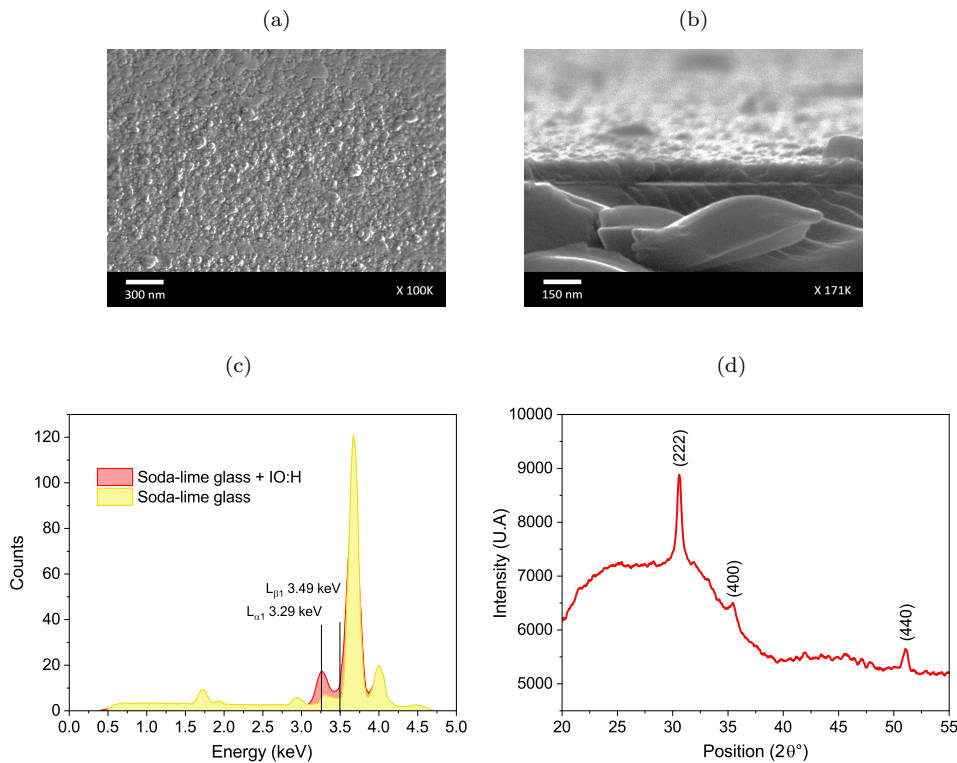 (a)
(b)
300 nm
X 100K
150 nm
X 171K
(c)
(d)
120
100
80
60
40
20
0
Counts
Soda-lime glass + IO:H
Soda-lime glass
Lβ1 3.49 keV
Lα1 3.29 keV
0.0 0.5 1.0 1.5 2.0 2.5 3.0 3.5 4.0 4.5 5.0
Energy (keV)
10000
9000
8000
7000
6000
5000
Intensity (U.A)
(222)
(400)
(440)
20 25 30 35 40 45 50 55
Position (2θ°)